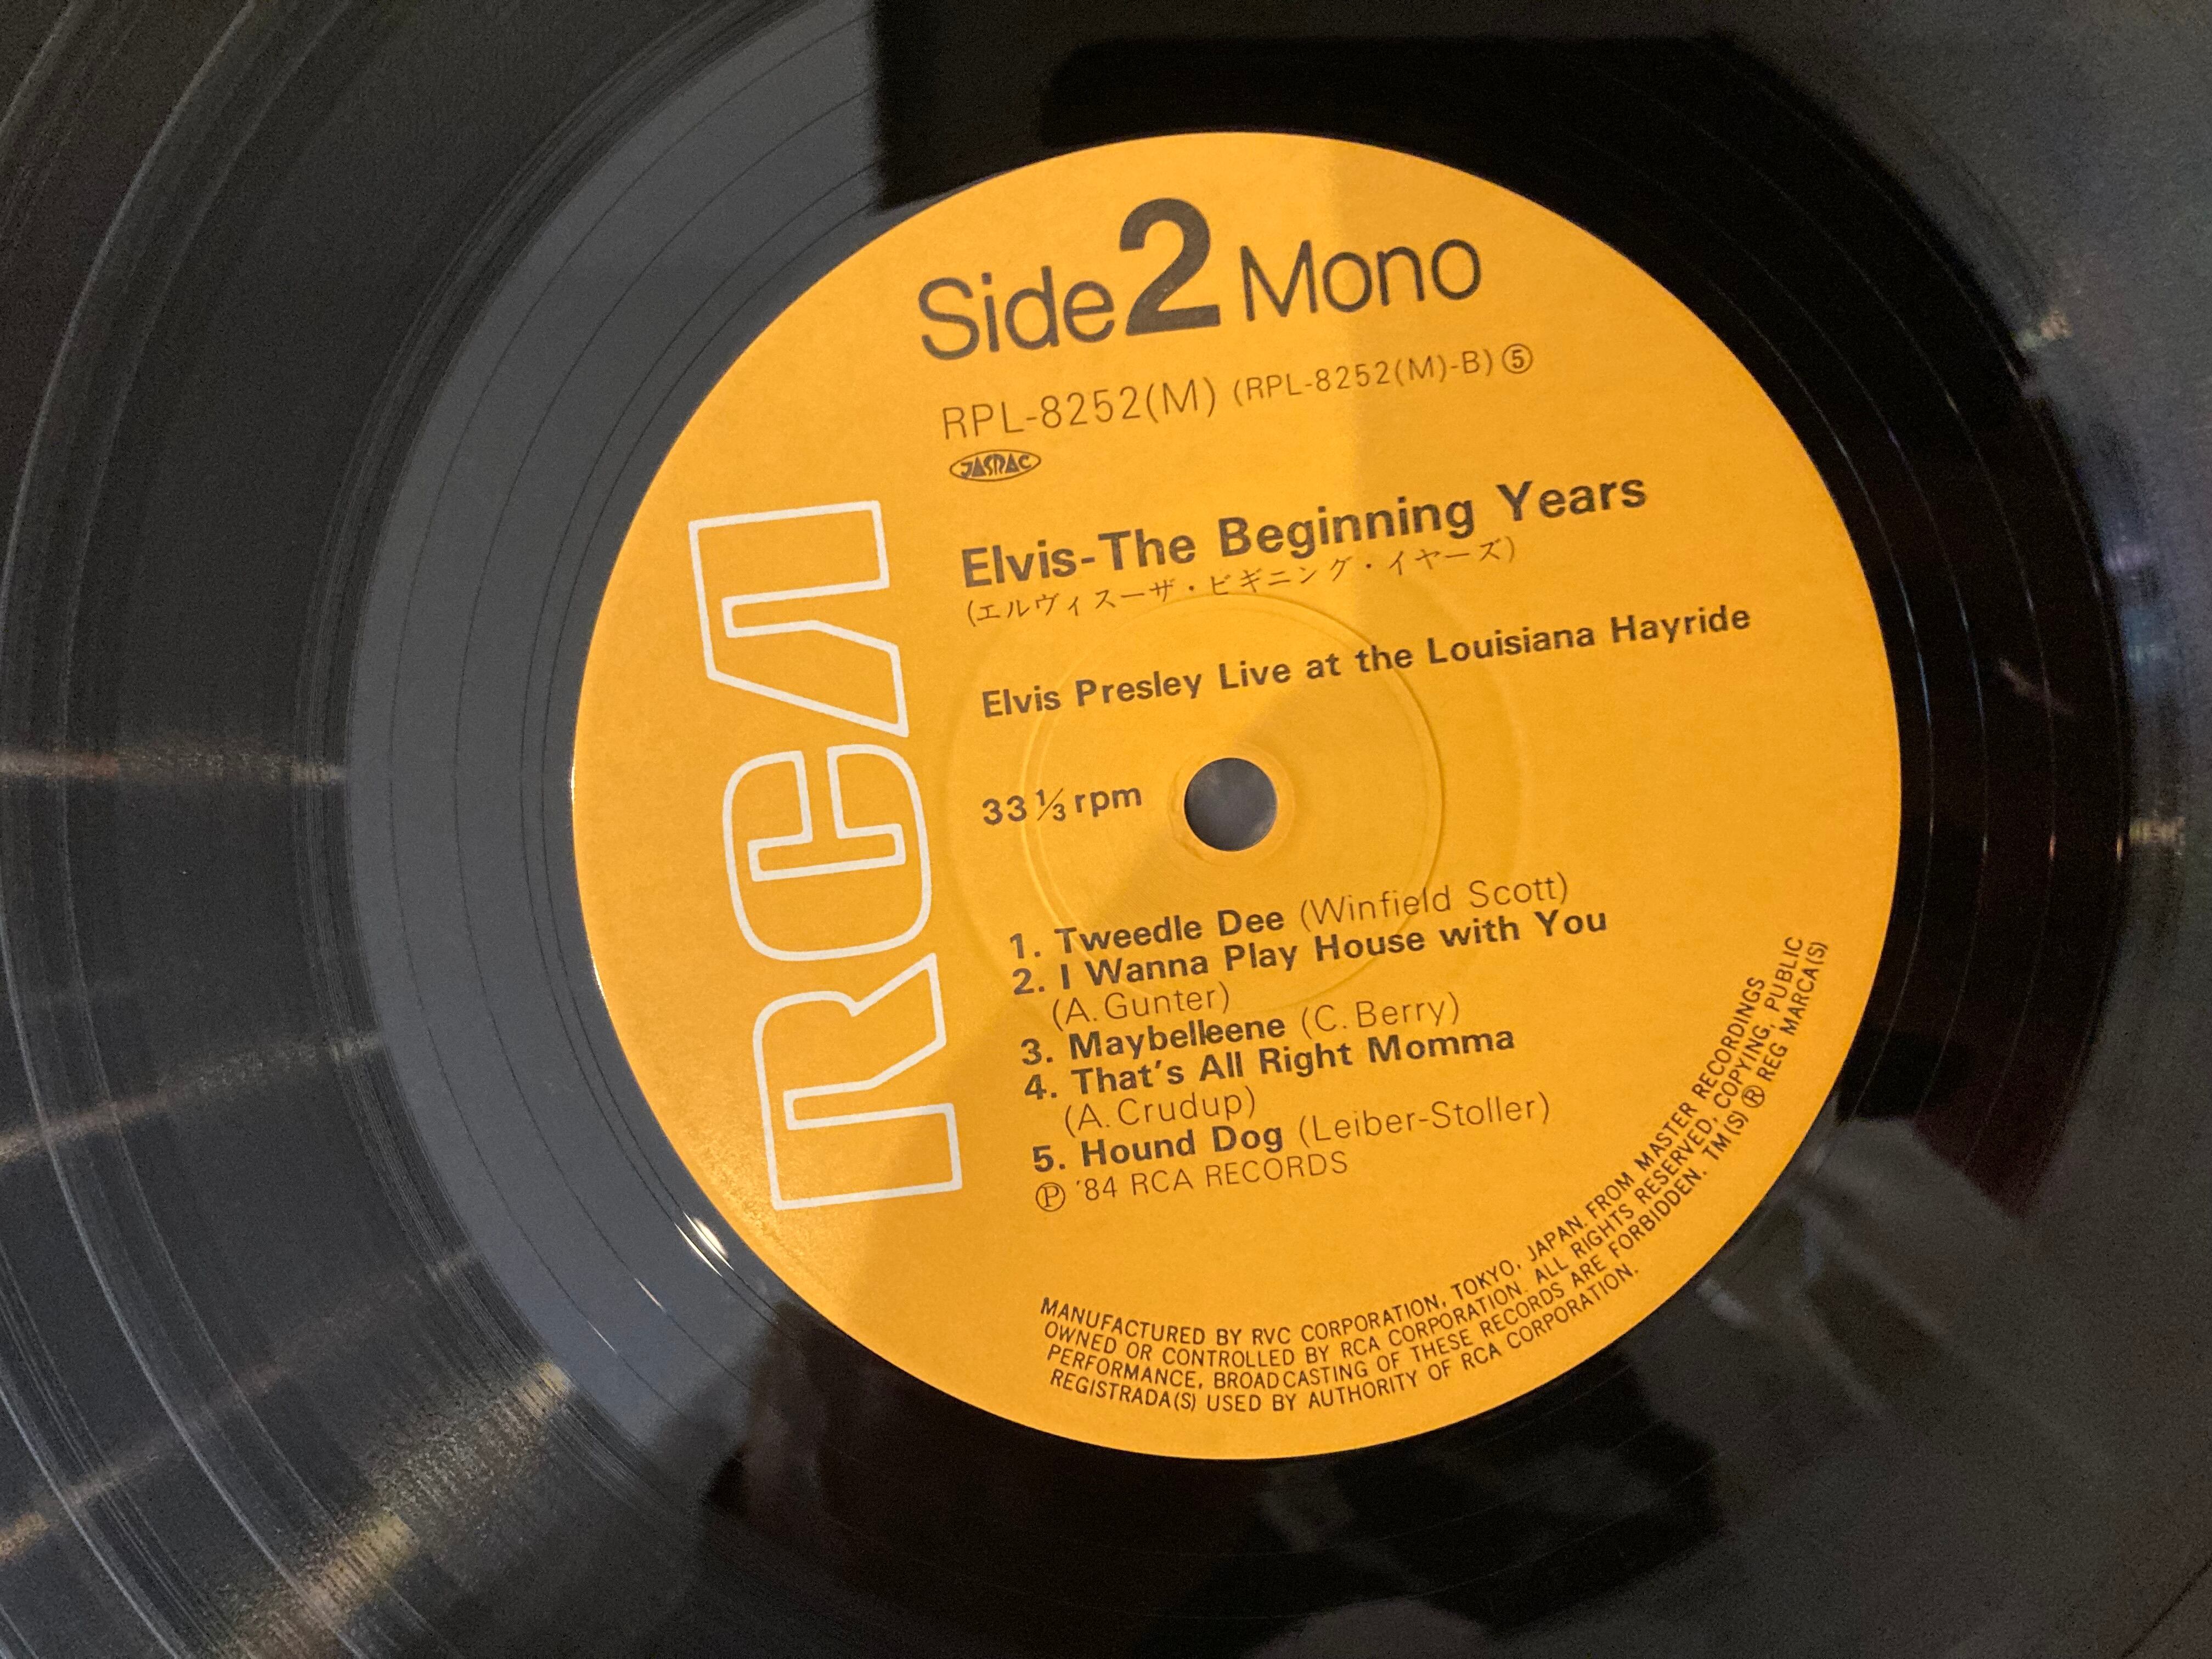 Side 2 Mono
RPL-8252(M) (RPL-8252(M)-B) ⑤
JASRAC
RCA
Elvis-The Beginning Years
(エルヴィスーザ・ビギニング・イヤーズ)
Elvis Presley Live at the Louisiana Hayride
33 ⅓ rpm
1. Tweedle Dee (Winfield Scott)
2. I Wanna Play House with You
(A. Gunter)
3. Maybelleene (C. Berry)
4. That's All Right Momma
(A. Crudup)
5. Hound Dog (Leiber-Stoller)
Ⓟ '84 RCA RECORDS
MANUFACTURED BY RVC CORPORATION, TOKYO, JAPAN. FROM MASTER RECORDINGS
OWNED OR CONTROLLED BY RCA CORPORATION. ALL RIGHTS RESERVED, COPYING, PUBLIC
PERFORMANCE, BROADCASTING OF THESE RECORDS ARE FORBIDDEN. TM(S) ® REG MARCA(S)
REGISTRADA(S) USED BY AUTHORITY OF RCA CORPORATION.